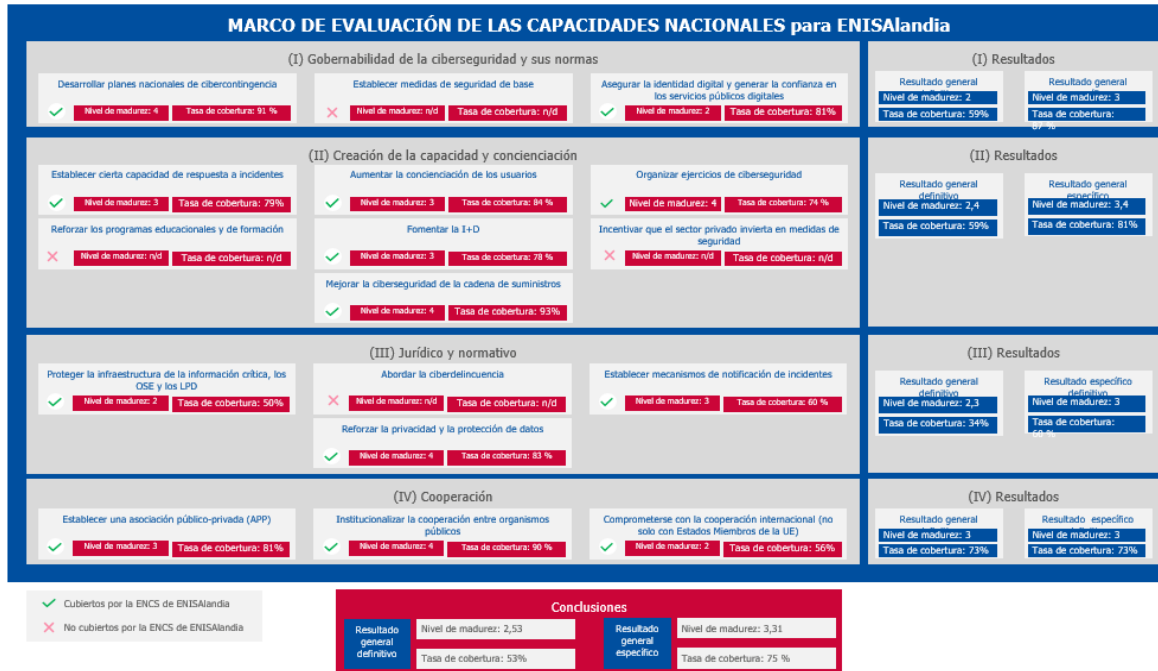 MARCO DE EVALUACIÓN DE LAS CAPACIDADES NACIONALES para ENISAlandia
(I) Gobernabilidad de la ciberseguridad y sus normas
Desarrollar planes nacionales de cibercontingencia
Nivel de madurez: 4
Tasa de cobertura: 91 %
Establecer medidas de seguridad de base
Nivel de madurez: n/d
Tasa de cobertura: n/d
Asegurar la identidad digital y generar la confianza en
los servicios públicos digitales
Nivel de madurez: 2
Tasa de cobertura: 81%
(I) Resultados
Resultado general
Nivel de madurez: 2
Tasa de cobertura: 59%
Resultado general
Nivel de madurez: 3
Tasa de cobertura:
67 %
(II) Creación de la capacidad y concienciación
Establecer cierta capacidad de respuesta a incidentes
Nivel de madurez: 3
Tasa de cobertura: 79%
Aumentar la concienciación de los usuarios
Nivel de madurez: 3
Tasa de cobertura: 84 %
Organizar ejercicios de ciberseguridad
Nivel de madurez: 4
Tasa de cobertura: 74 %
Reforzar los programas educacionales y de formación
Nivel de madurez: n/d
Tasa de cobertura: n/d
Fomentar la I+D
Nivel de madurez: 3
Tasa de cobertura: 78 %
Incentivar que el sector privado invierta en medidas de
seguridad
Nivel de madurez: n/d
Tasa de cobertura: n/d
Mejorar la ciberseguridad de la cadena de suministros
Nivel de madurez: 4
Tasa de cobertura: 93%
(II) Resultados
Resultado general
definitivo
Nivel de madurez: 2,4
Tasa de cobertura: 59%
Resultado general
específico
Nivel de madurez: 3,4
Tasa de cobertura: 81%
(III) Jurídico y normativo
Proteger la infraestructura de la información crítica, los
OSE y los LPD
Nivel de madurez: 2
Tasa de cobertura: 50%
Abordar la ciberdelincuencia
Nivel de madurez: n/d
Tasa de cobertura: n/d
Establecer mecanismos de notificación de incidentes
Nivel de madurez: 3
Tasa de cobertura: 60 %
Reforzar la privacidad y la protección de datos
Nivel de madurez: 4
Tasa de cobertura: 83 %
(III) Resultados
Resultado general
definitivo
Nivel de madurez: 2,3
Tasa de cobertura: 34%
Resultado específico
definitivo
Nivel de madurez: 3
Tasa de cobertura:
(IV) Cooperación
Establecer una asociación público-privada (APP)
Nivel de madurez: 3
Tasa de cobertura: 81%
Institucionalizar la cooperación entre organismos
públicos
Nivel de madurez: 4
Tasa de cobertura: 90 %
Comprometerse con la cooperación internacional (no
solo con Estados Miembros de la UE)
Nivel de madurez: 2
Tasa de cobertura: 56%
(IV) Resultados
Resultado general
Nivel de madurez: 3
Tasa de cobertura: 73%
Resultado específico
Nivel de madurez: 3
Tasa de cobertura: 73%
Cubiertos por la ENCS de ENISAlandia
No cubiertos por la ENCS de ENISAlandia
Conclusiones
Resultado
general
definitivo
Nivel de madurez: 2,53
Tasa de cobertura: 53%
Resultado
general
específico
Nivel de madurez: 3,31
Tasa de cobertura: 75 %